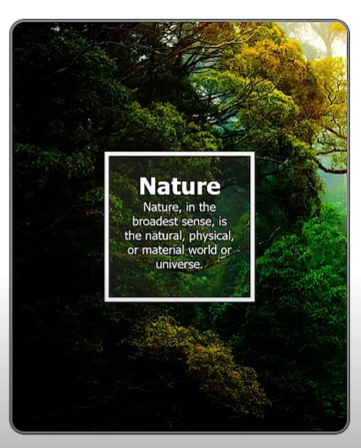 Nature
Nature, in the
broadest sense, is
the natural, physical,
or material world or
universe.